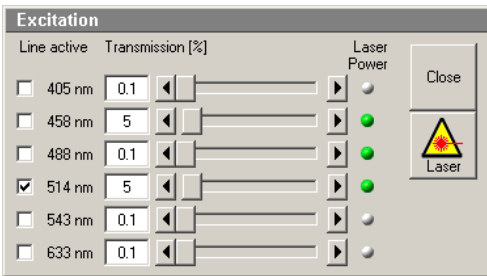 Excitation
Line active Transmission [%] Laser Power
Close
405 nm 0.1
458 nm 5
488 nm 0.1
Laser
514 nm 5
543 nm 0.1
633 nm 0.1